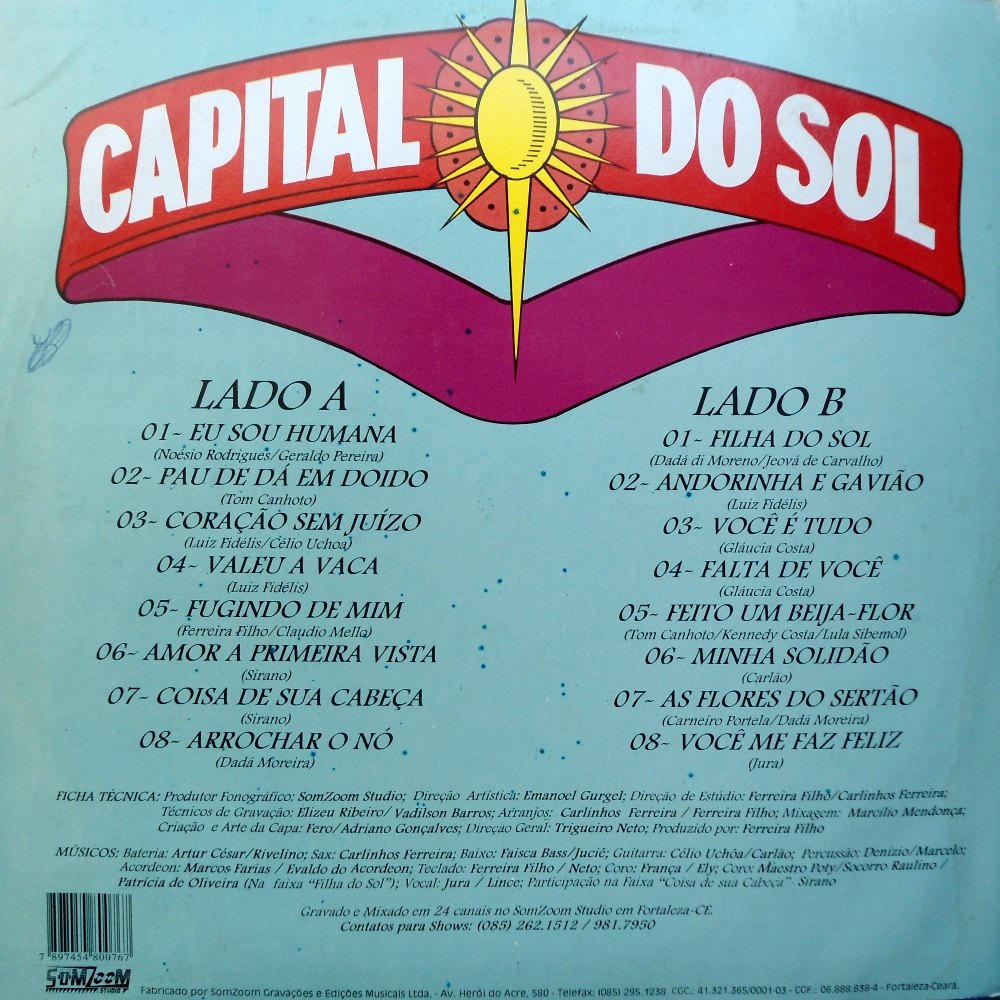 CAPITAL DO SOL
LADO A
01~ EU SOU HUMANA
(Noésio Rodrigues/Geraldo Pereira)
02~ PAU DE DÁ EM DOIDO
(Tom Canhoto)
03~ CORAÇÃO SEM JUÍZO
(Luiz Fidélis/Célio Uchoa)
04~ VALEU A VACA
(Luiz Fidélis)
05~ FUGINDO DE MIM
(Ferreira Filho/Claudio Mello)
06~ AMOR A PRIMEIRA VISTA
(Sirano)
07~ COISA DE SUA CABEÇA
(Sirano)
08~ ARROCHAR O NÓ
(Dadá Moreira)
LADO B
01~ FILHA DO SOL
(Dadá di Moreno/Jeová de Carvalho)
02~ ANDORINHA E GAVIÃO
(Luiz Fidélis)
03~ VOCÊ É TUDO
(Gláucia Costa)
04~ FALTA DE VOCÊ
(Gláucia Costa)
05~ FEITO UM BEIJA-FLOR
(Tom Canhoto/Kennedy Costa/Lula Sibemol)
06~ MINHA SOLIDÃO
(Carlão)
07~ AS FLORES DO SERTÃO
(Carneiro Portela/Dadá Moreira)
08~ VOCÊ ME FAZ FELIZ
(Jura)
FICHA TÉCNICA: Produtor Fonográfico: SomZoom Studio; Direção Artística: Emanoel Gurgel; Direção de Estúdio: Ferreira Filho/Carlinhos Ferreira;
Técnicos de Gravação: Elizeu Ribeiro/ Vadilson Barros; Arranjos: Carlinhos Ferreira / Ferreira Filho; Mixagem: Marcílio Mendonça;
Criação e Arte da Capa: Fero/Adriano Gonçalves; Direção Geral: Trigueiro Neto; Produzido por: Ferreira Filho
MÚSICOS: Bateria: Artur César/Rivelino; Sax: Carlinhos Ferreira; Baixo: Faisca Bass/Juciê; Guitarra: Célio Uchôa/Carlão; Percussão: Denizio/Marcelo;
Acordeon: Marcos Farias / Evaldo do Acordeon; Teclado: Ferreira Filho / Neto; Coro: França / Ely; Coro: Maestro Poty/Socorro Raulino /
Patrícia de Oliveira (Na faixa "Filha do Sol"); Vocal: Jura / Lince; Participação na Faixa "Coisa de sua Cabeça" Sirano
Gravado e Mixado em 24 canais no SomZoom Studio em Fortaleza-CE.
Contatos para Shows: (085) 262.1512 / 981.7950
7 897454 800767
SOMZOOM
STUDIO
Fabricado por SomZoom Gravações e Edições Musicais Ltda. - Av. Herói do Acre, 580 - Telefax: (085) 295.1238 CGC.: 41.321.365/0001-03 - CGF.: 06.888.838-4 - Fortaleza-Ceará.